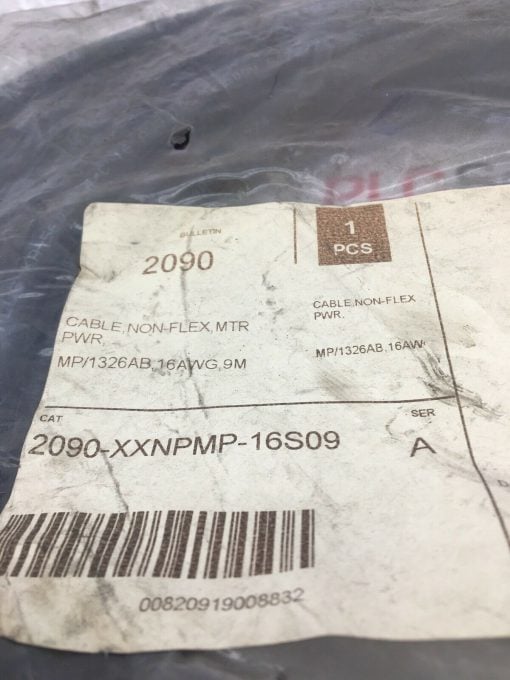 PLC
BULLETIN
2090
1
PCS
CABLE,NON-FLEX,MTR
PWR,
MP/1326AB,16AWG,9M
CABLE,NON-FLEX
PWR,
MP/1326AB,16AW
CAT
SER
2090-XXNPMP-16S09
A
00820919008832
D